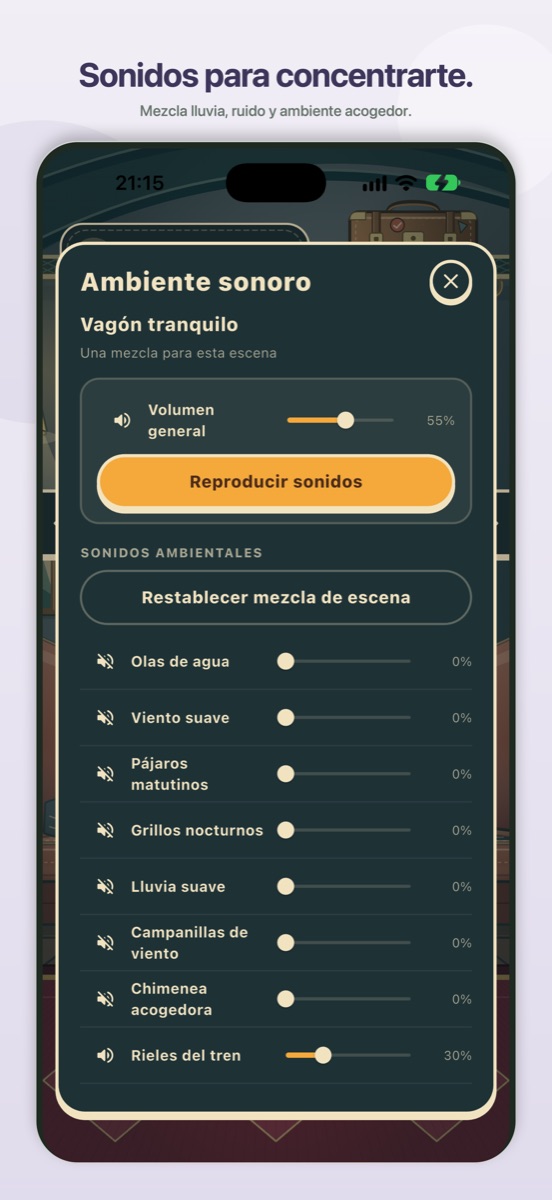 Sonidos para concentrarte.
Mezcla lluvia, ruido y ambiente acogedor.
21:15
Ambiente sonoro
Vagón tranquilo
Una mezcla para esta escena
Volumen
general
55%
Reproducir sonidos
SONIDOS AMBIENTALES
Restablecer mezcla de escena
Olas de agua
0%
Viento suave
0%
Pájaros
matutinos
0%
Grillos nocturnos
0%
Lluvia suave
0%
Campanillas de
viento
0%
Chimenea
acogedora
0%
Rieles del tren
30%